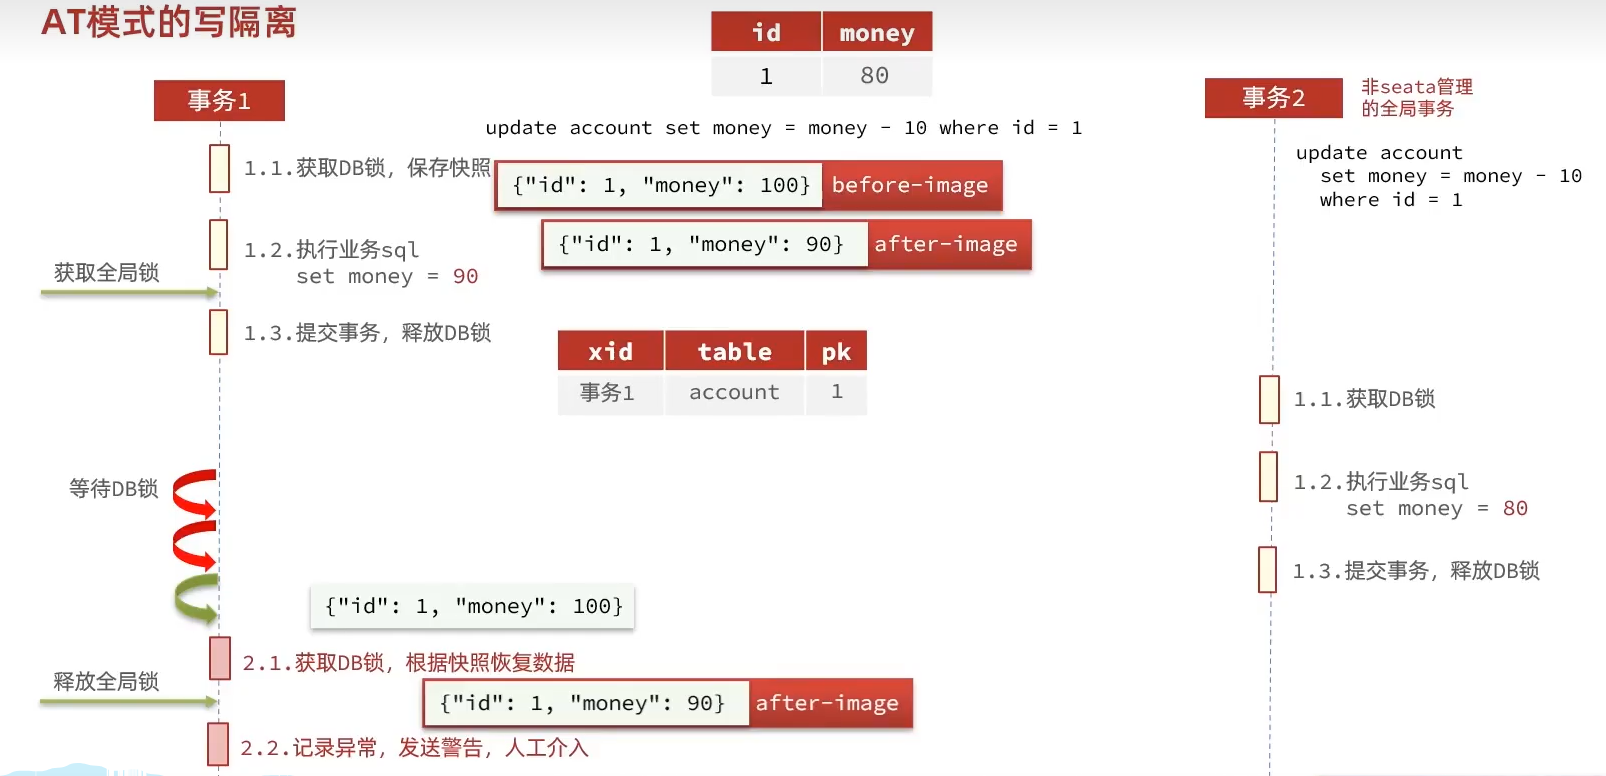 AT模式的写隔离
id money
1 80
事务1
事务2
非seata管理
的全局事务
update account set money = money - 10 where id = 1
update account
set money = money - 10
where id = 1
1.1.获取DB锁，保存快照
{"id": 1, "money": 100} before-image
1.2.执行业务sql
set money = 90
{"id": 1, "money": 90} after-image
获取全局锁
1.3.提交事务，释放DB锁
xid table pk
事务1 account 1
1.1.获取DB锁
等待DB锁
1.2.执行业务sql
set money = 80
1.3.提交事务，释放DB锁
{"id": 1, "money": 100}
2.1.获取DB锁，根据快照恢复数据
释放全局锁
{"id": 1, "money": 90} after-image
2.2.记录异常，发送警告，人工介入